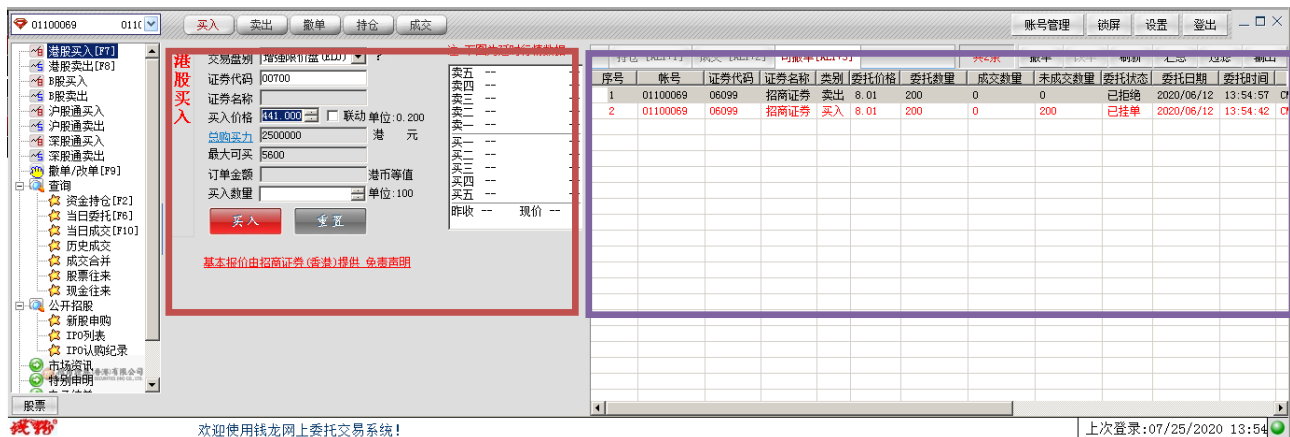 01100069 0110 买入 卖出 撤单 持仓 成交 账号管理 锁屏 设置 登出
港股买入[F7]
港股卖出[F8]
B股买入
B股卖出
沪股通买入
沪股通卖出
深股通买入
深股通卖出
撤单/改单[F9]
查询
资金持仓[F2]
当日委托[F6]
当日成交[F10]
历史成交
成交合并
股票往来
现金往来
公开招股
新股申购
IPO列表
IPO认购纪录
市场资讯
特别申明
股票
港股买入
交易盘别 增强限价盘(ELO) ?
证券代码 00700
证券名称
买入价格 441.000 联动 单位:0.200
总购买力 2500000 港 元
最大可买 5600
订单金额 港币等值
买入数量 单位:100
买入 重置
基本报价由招商证券(香港)提供 免责声明
卖五 -- --
卖四 -- --
卖三 -- --
卖二 -- --
卖一 -- --
买一 -- --
买二 -- --
买三 -- --
买四 -- --
买五 -- --
昨收 -- 现价 --
序号 帐号 证券代码 证券名称 类别 委托价格 委托数量 成交数量 未成交数量 委托状态 委托日期 委托时间
1 01100069 06099 招商证券 卖出 8.01 200 0 0 已拒绝 2020/06/12 13:54:57
2 01100069 06099 招商证券 买入 8.01 200 0 200 已挂单 2020/06/12 13:54:42
钱龙 欢迎使用钱龙网上委托交易系统! 上次登录:07/25/2020 13:54